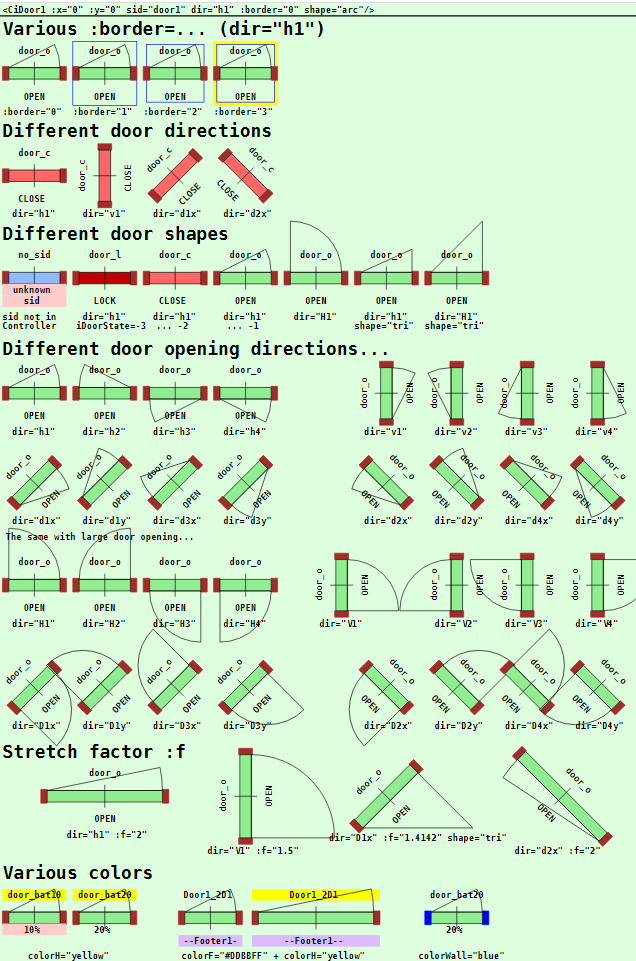 <CiDoor1 :x="0" :y="0" sid="door1" dir="h1" :border="0" shape="arc"/>
Various :border=... (dir="h1")
door_o door_o door_o door_o
OPEN OPEN OPEN OPEN
:border="0" :border="1" :border="2" :border="3"
Different door directions
door_c door_c door_c door_c
CLOSE CLOSE CLOSE CLOSE
dir="h1" dir="v1" dir="d1x" dir="d2x"
Different door shapes
no_sid door_l door_c door_o door_o door_o door_o
unknown
sid LOCK CLOSE OPEN OPEN OPEN OPEN
sid not in dir="h1" dir="h1" dir="h1" dir="H1" dir="h1" dir="H1"
Controller iDoorState=-3 ... -2 ... -1 shape="tri" shape="tri"
Different door opening directions...
door_o door_o door_o door_o door_o door_o door_o door_o
OPEN OPEN OPEN OPEN OPEN OPEN OPEN OPEN
dir="h1" dir="h2" dir="h3" dir="h4" dir="v1" dir="v2" dir="v3" dir="v4"
door_o door_o door_o door_o door_o door_o door_o door_o
OPEN OPEN OPEN OPEN OPEN OPEN OPEN OPEN
dir="d1x" dir="d1y" dir="d3x" dir="d3y" dir="d2x" dir="d2y" dir="d4x" dir="d4y"
The same with large door opening...
door_o door_o door_o door_o door_o door_o door_o door_o
OPEN OPEN OPEN OPEN OPEN OPEN OPEN OPEN
dir="H1" dir="H2" dir="H3" dir="H4" dir="V1" dir="V2" dir="V3" dir="V4"
door_o door_o door_o door_o door_o door_o door_o door_o
OPEN OPEN OPEN OPEN OPEN OPEN OPEN OPEN
dir="D1x" dir="D1y" dir="D3x" dir="D3y" dir="D2x" dir="D2y" dir="D4x" dir="D4y"
Stretch factor :f
door_o door_o door_o door_o
OPEN OPEN OPEN OPEN
dir="h1" :f="2" dir="V1" :f="1.5" dir="D1x" :f="1.4142" shape="tri" dir="d2x" :f="2"
Various colors
door_bat10 door_bat20 Door1_2D1 Door1_2D1 door_bat20
10% 20% --Footer1- --Footer1-- 20%
colorH="yellow" colorF="#DDBBFF" + colorH="yellow" colorWall="blue"